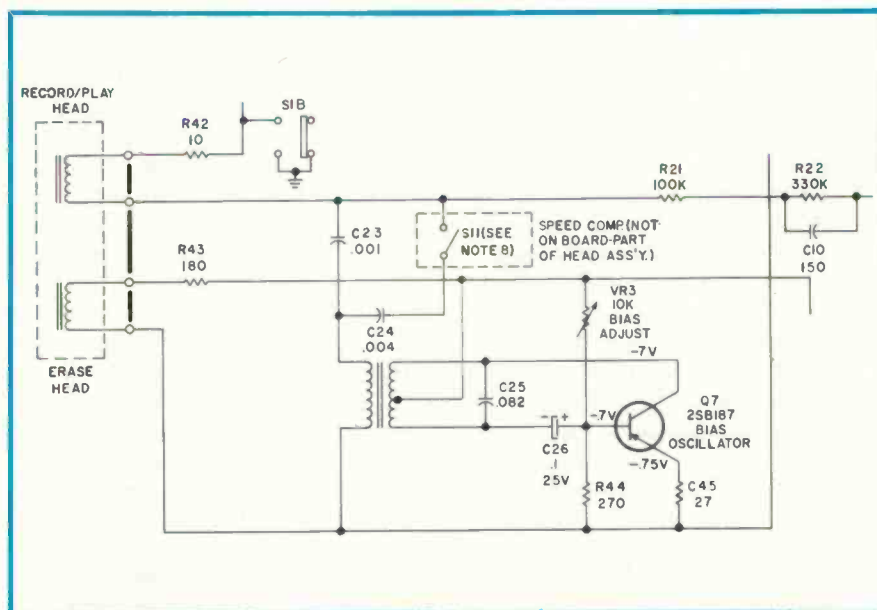 RECORD/PLAY
HEAD
S1B
R42
10
R21
100K
R22
330K
C23
.001
S11(SEE
NOTE 8)
SPEED COMP.(NOT
ON BOARD-PART
OF HEAD ASS'Y.)
C10
150
R43
180
VR3
10K
BIAS
ADJUST
C24
.004
-7V
ERASE
HEAD
C25
.082
-.7V
Q7
2SB187
BIAS
OSCILLATOR
- +
C26
.1
25V
-.75V
R44
270
C45
27